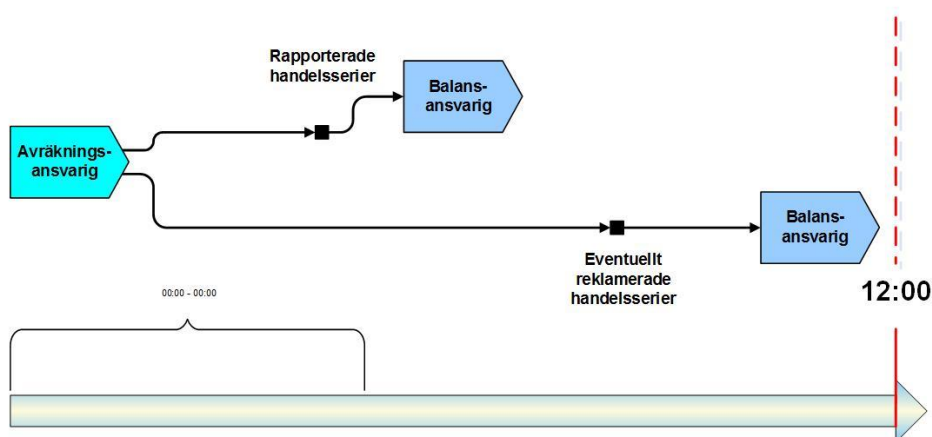 Rapporterade
handelsserier
Balans-
ansvarig
Avräknings-
ansvarig
Balans-
ansvarig
Eventuellt
reklamerade
handelsserier
12:00
00:00 - 00:00